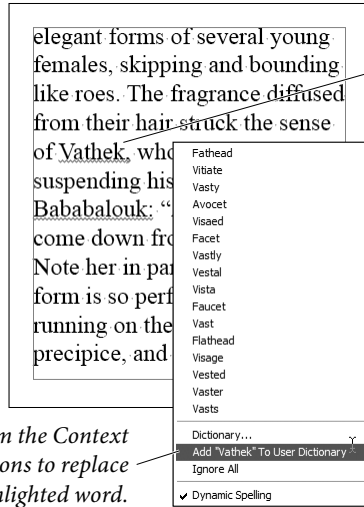 elegant forms of several young
females, skipping and bounding
like roes. The fragrance diffused
from their hair struck the sense
of Vathek, who
suspending his
Bababalouk: “
come down fro
Note her in par
form is so perf
running on the
precipice, and
Fathead
Vitiate
Vasty
Avocet
Visaed
Facet
Vastly
Vestal
Vista
Faucet
Vast
Flathead
Visage
Vested
Vaster
Vasts
Dictionary...
Add "Vathek" To User Dictionary
Ignore All
✓ Dynamic Spelling
n the Context
ons to replace
hlighted word.